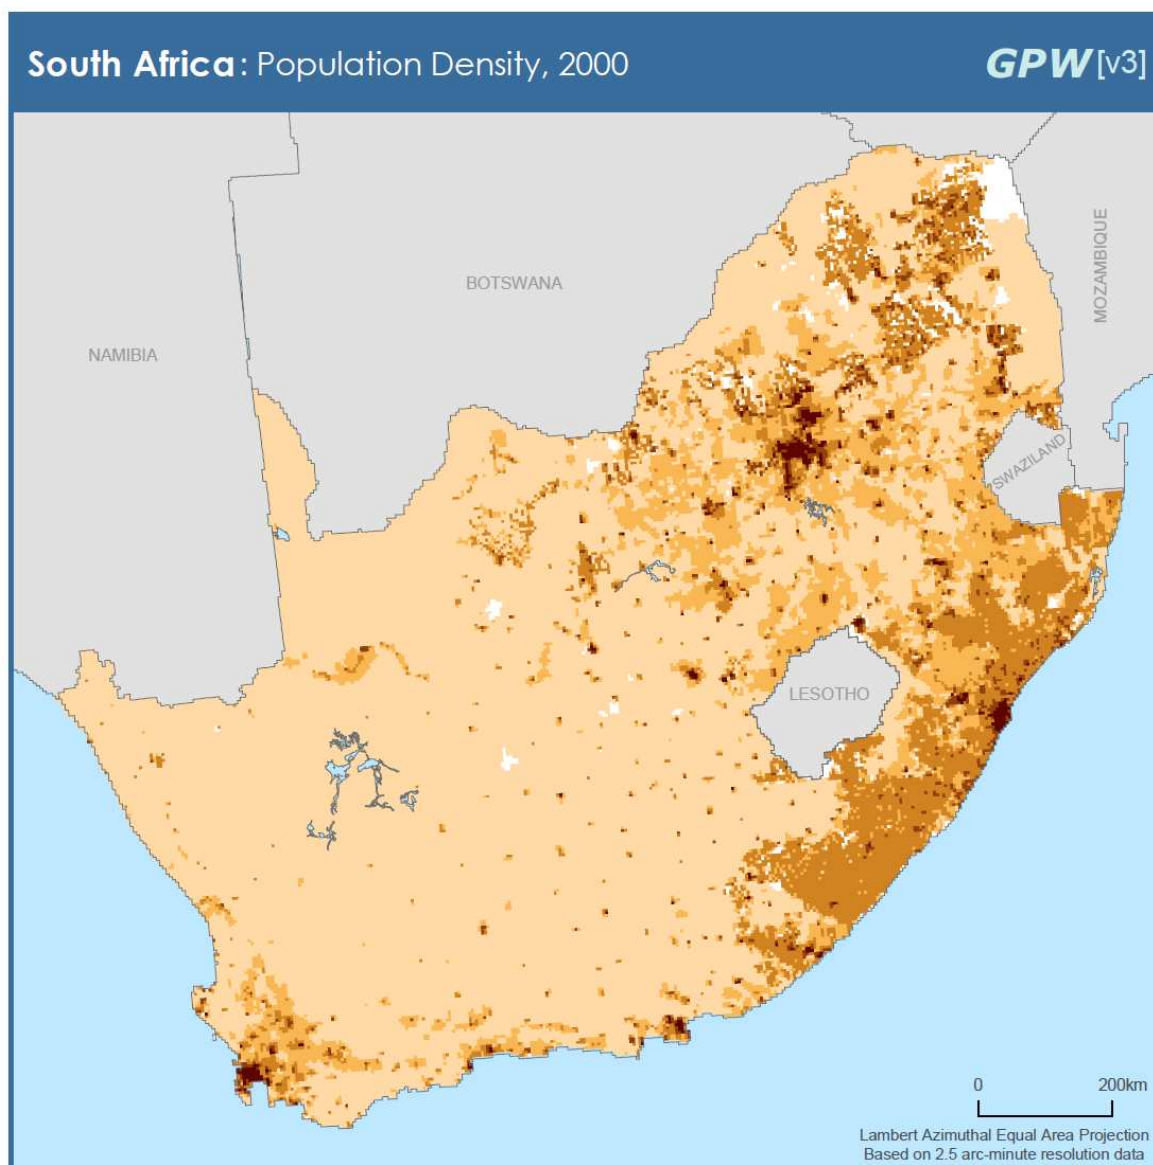 South Africa: Population Density, 2000
GPW [v3]
NAMIBIA
BOTSWANA
MOZAMBIQUE
SWAZILAND
LESOTHO
0 200km
Lambert Azimuthal Equal Area Projection
Based on 2.5 arc-minute resolution data